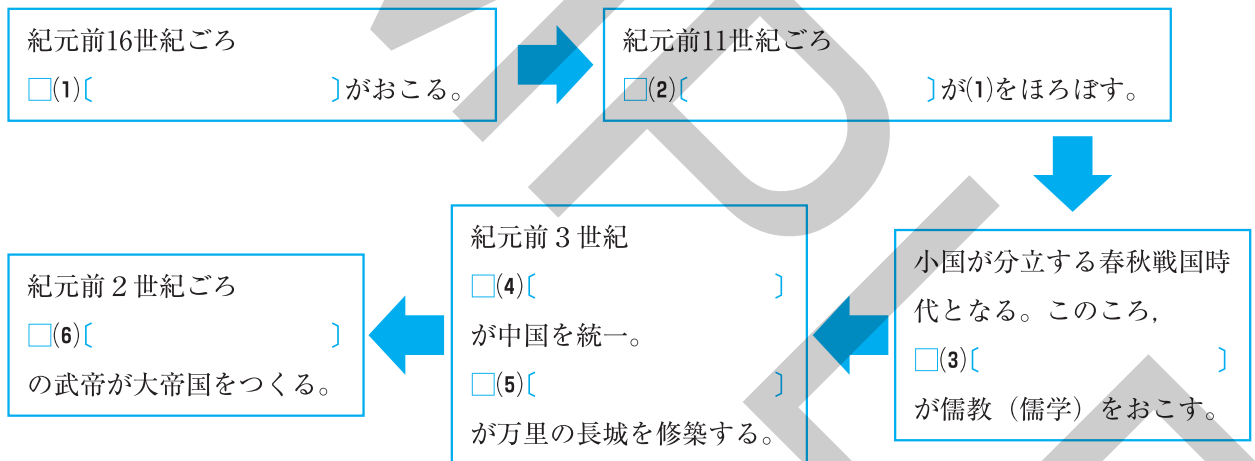 紀元前16世紀ごろ
□(1)〔　　　〕がおこる。
紀元前11世紀ごろ
□(2)〔　　　〕が(1)をほろぼす。
小国が分立する春秋戦国時
代となる。このころ，
□(3)〔　　　〕
が儒教（儒学）をおこす。
紀元前３世紀
□(4)〔　　　〕
が中国を統一。
□(5)〔　　　〕
が万里の長城を修築する。
紀元前２世紀ごろ
□(6)〔　　　〕
の武帝が大帝国をつくる。